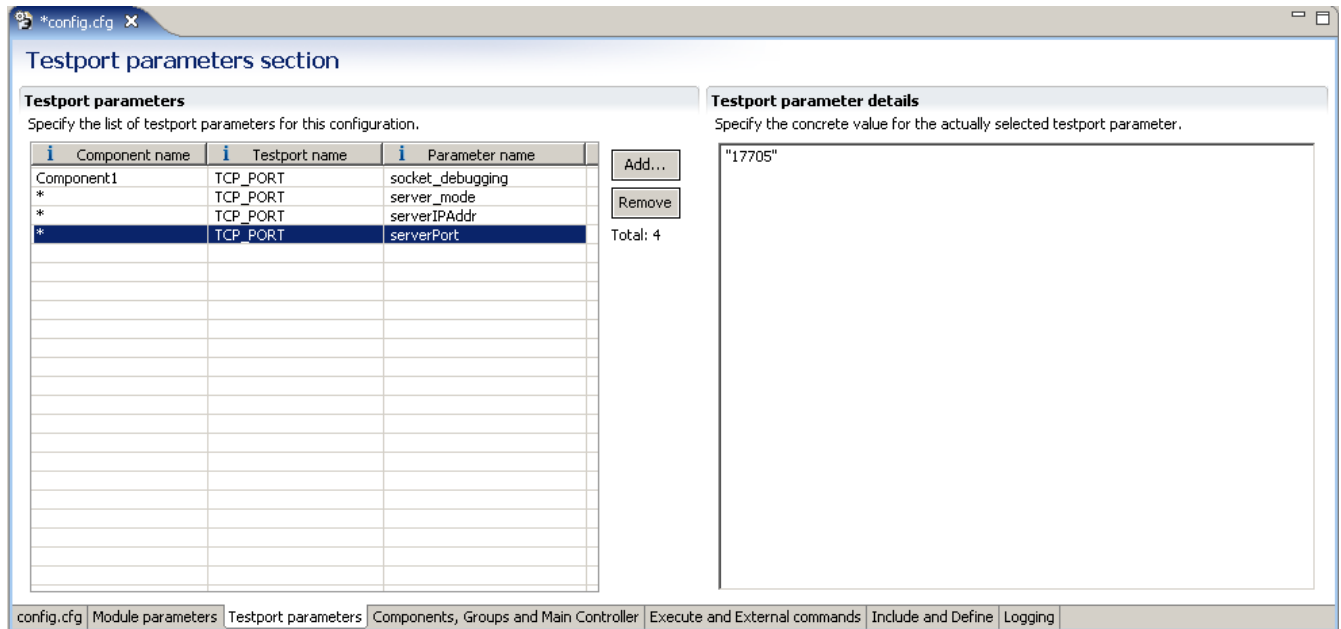 *config.cfg
Testport parameters section
Testport parameters
Specify the list of testport parameters for this configuration.
Component name Testport name Parameter name
Component1 TCP_PORT socket_debugging
* TCP_PORT server_mode
* TCP_PORT serverIPAddr
* TCP_PORT serverPort
Add...
Remove
Total: 4
Testport parameter details
Specify the concrete value for the actually selected testport parameter.
"17705"
config.cfg Module parameters Testport parameters Components, Groups and Main Controller Execute and External commands Include and Define Logging